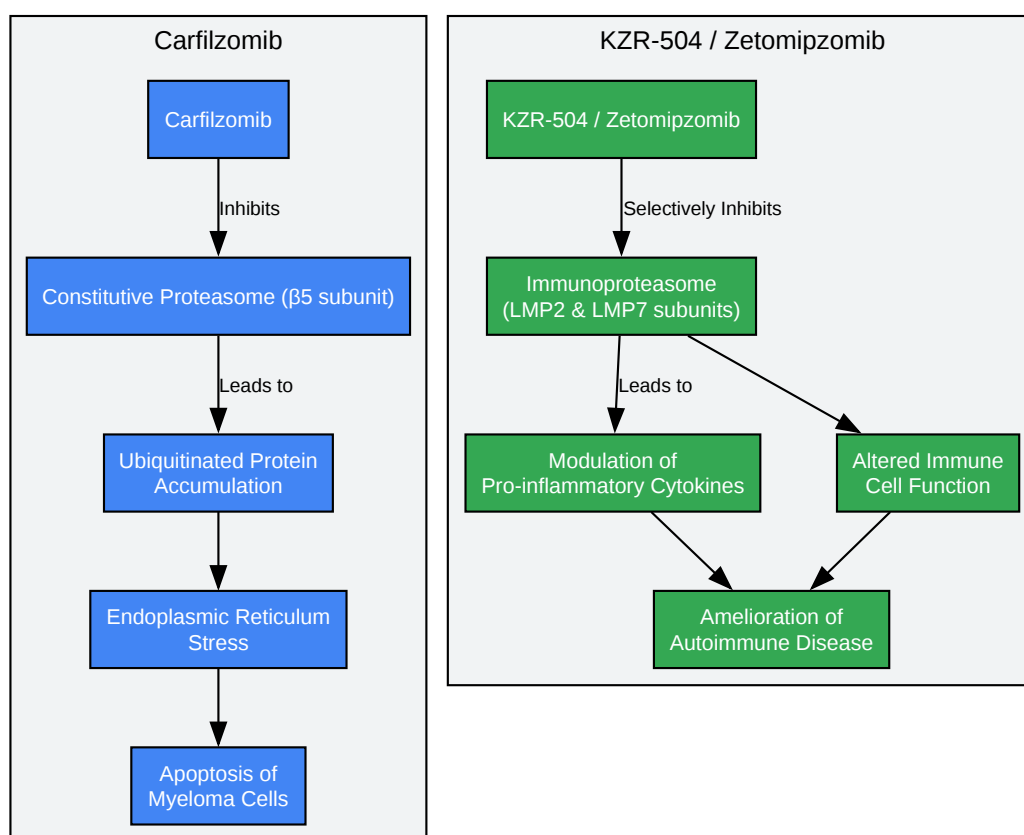 Carfilzomib
Carfilzomib
Inhibits
Constitutive Proteasome (β5 subunit)
Leads to
Ubiquitinated Protein
Accumulation
Endoplasmic Reticulum
Stress
Apoptosis of
Myeloma Cells
KZR-504 / Zetomipzomib
KZR-504 / Zetomipzomib
Selectively Inhibits
Immunoproteasome
(LMP2 & LMP7 subunits)
Leads to
Modulation of
Pro-inflammatory Cytokines
Altered Immune
Cell Function
Amelioration of
Autoimmune Disease